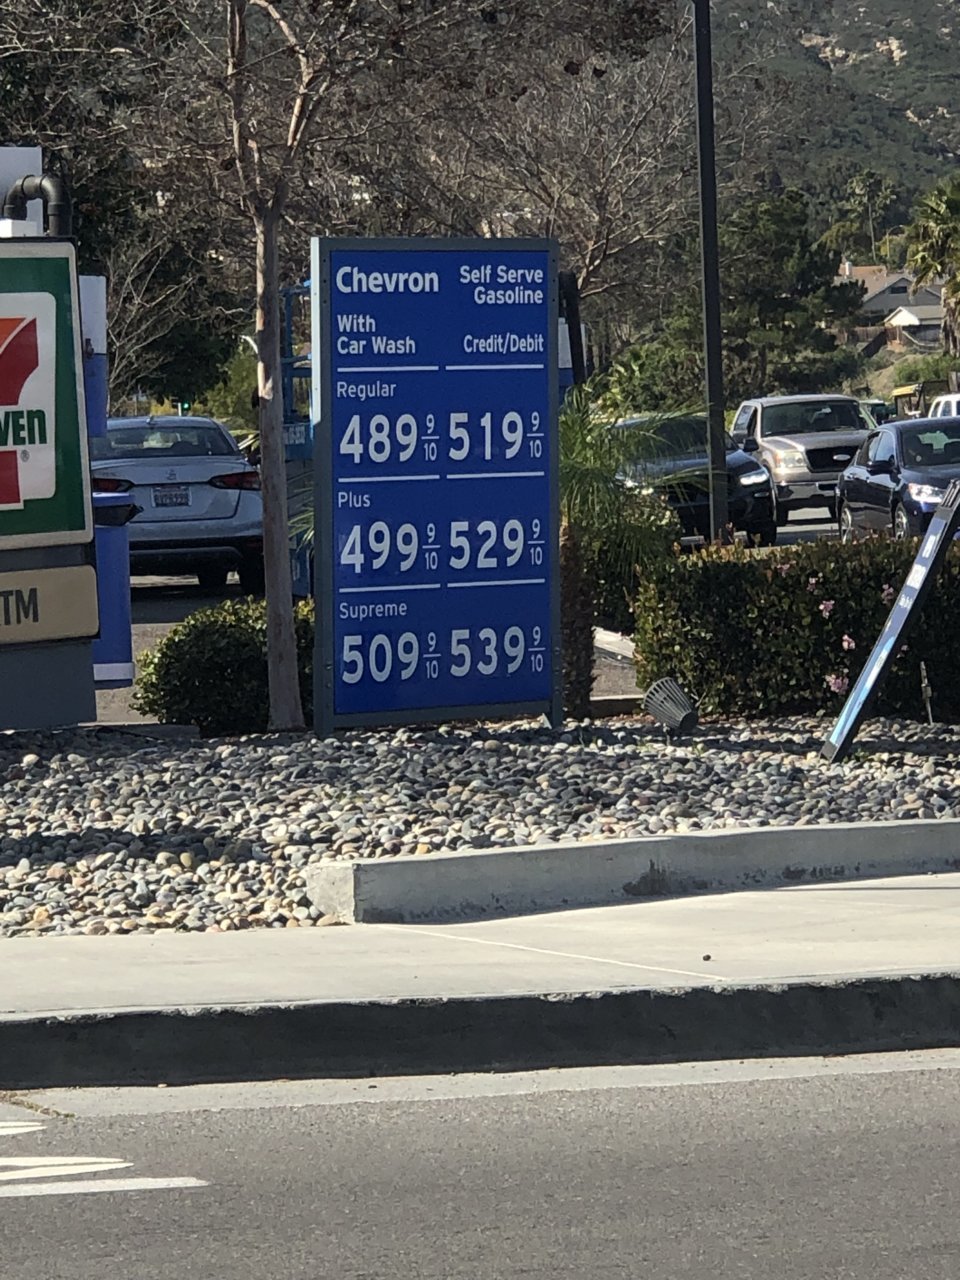 Chevron
Self Serve
Gasoline
With
Car Wash
Credit/Debit
Regular
489 9/10 519 9/10
Plus
499 9/10 529 9/10
Supreme
509 9/10 539 9/10
VEN
®
TM